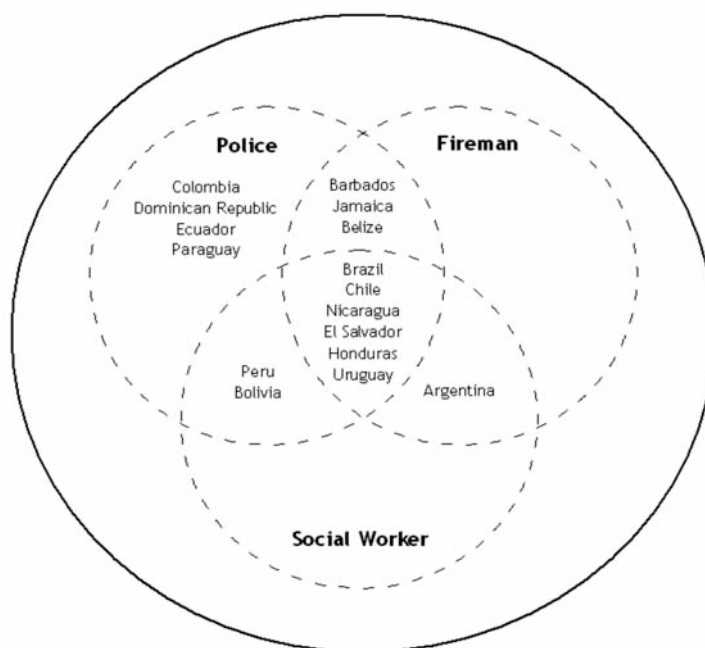 Police
Fireman
Colombia
Dominican Republic
Ecuador
Paraguay
Barbados
Jamaica
Belize
Brazil
Chile
Nicaragua
El Salvador
Honduras
Uruguay
Peru
Bolivia
Argentina
Social Worker